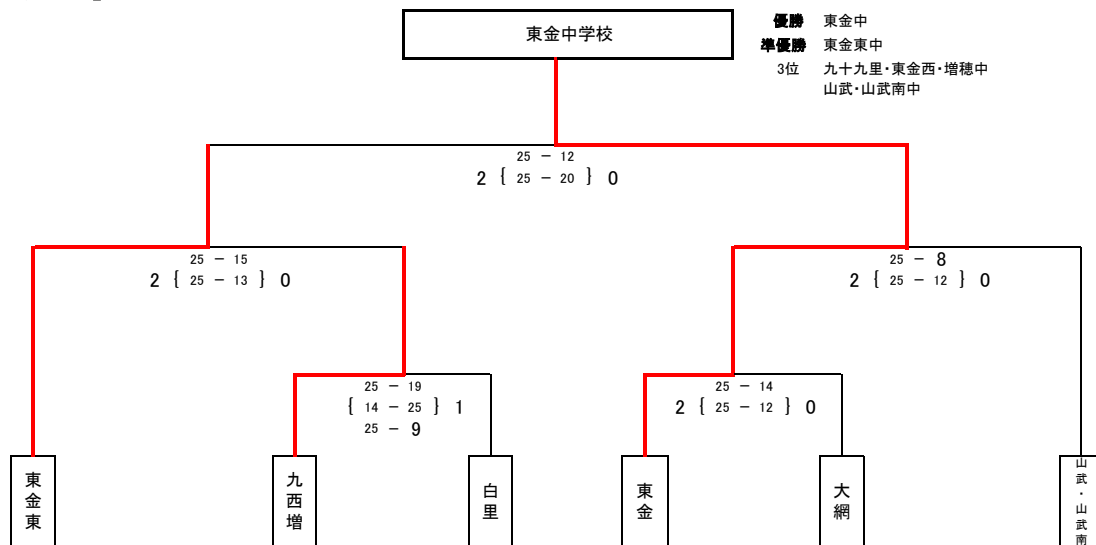 東金中学校
優勝 東金中
準優勝 東金東中
3位 九十九里・東金西・増穂中
山武・山武南中
25 － 12
2 { 25 － 20 } 0
25 － 15
2 { 25 － 13 } 0
25 － 8
2 { 25 － 12 } 0
25 － 19
{ 14 － 25 } 1
25 － 9
25 － 14
2 { 25 － 12 } 0
東金東
九西増
白里
東金
大網
山武・山武南